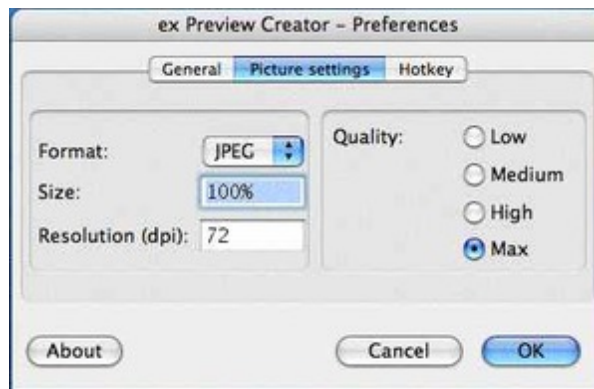 ex Preview Creator – Preferences
General Picture settings Hotkey
Format: JPEG
Size: 100%
Resolution (dpi): 72
Quality: Low
Medium
High
Max
About Cancel OK